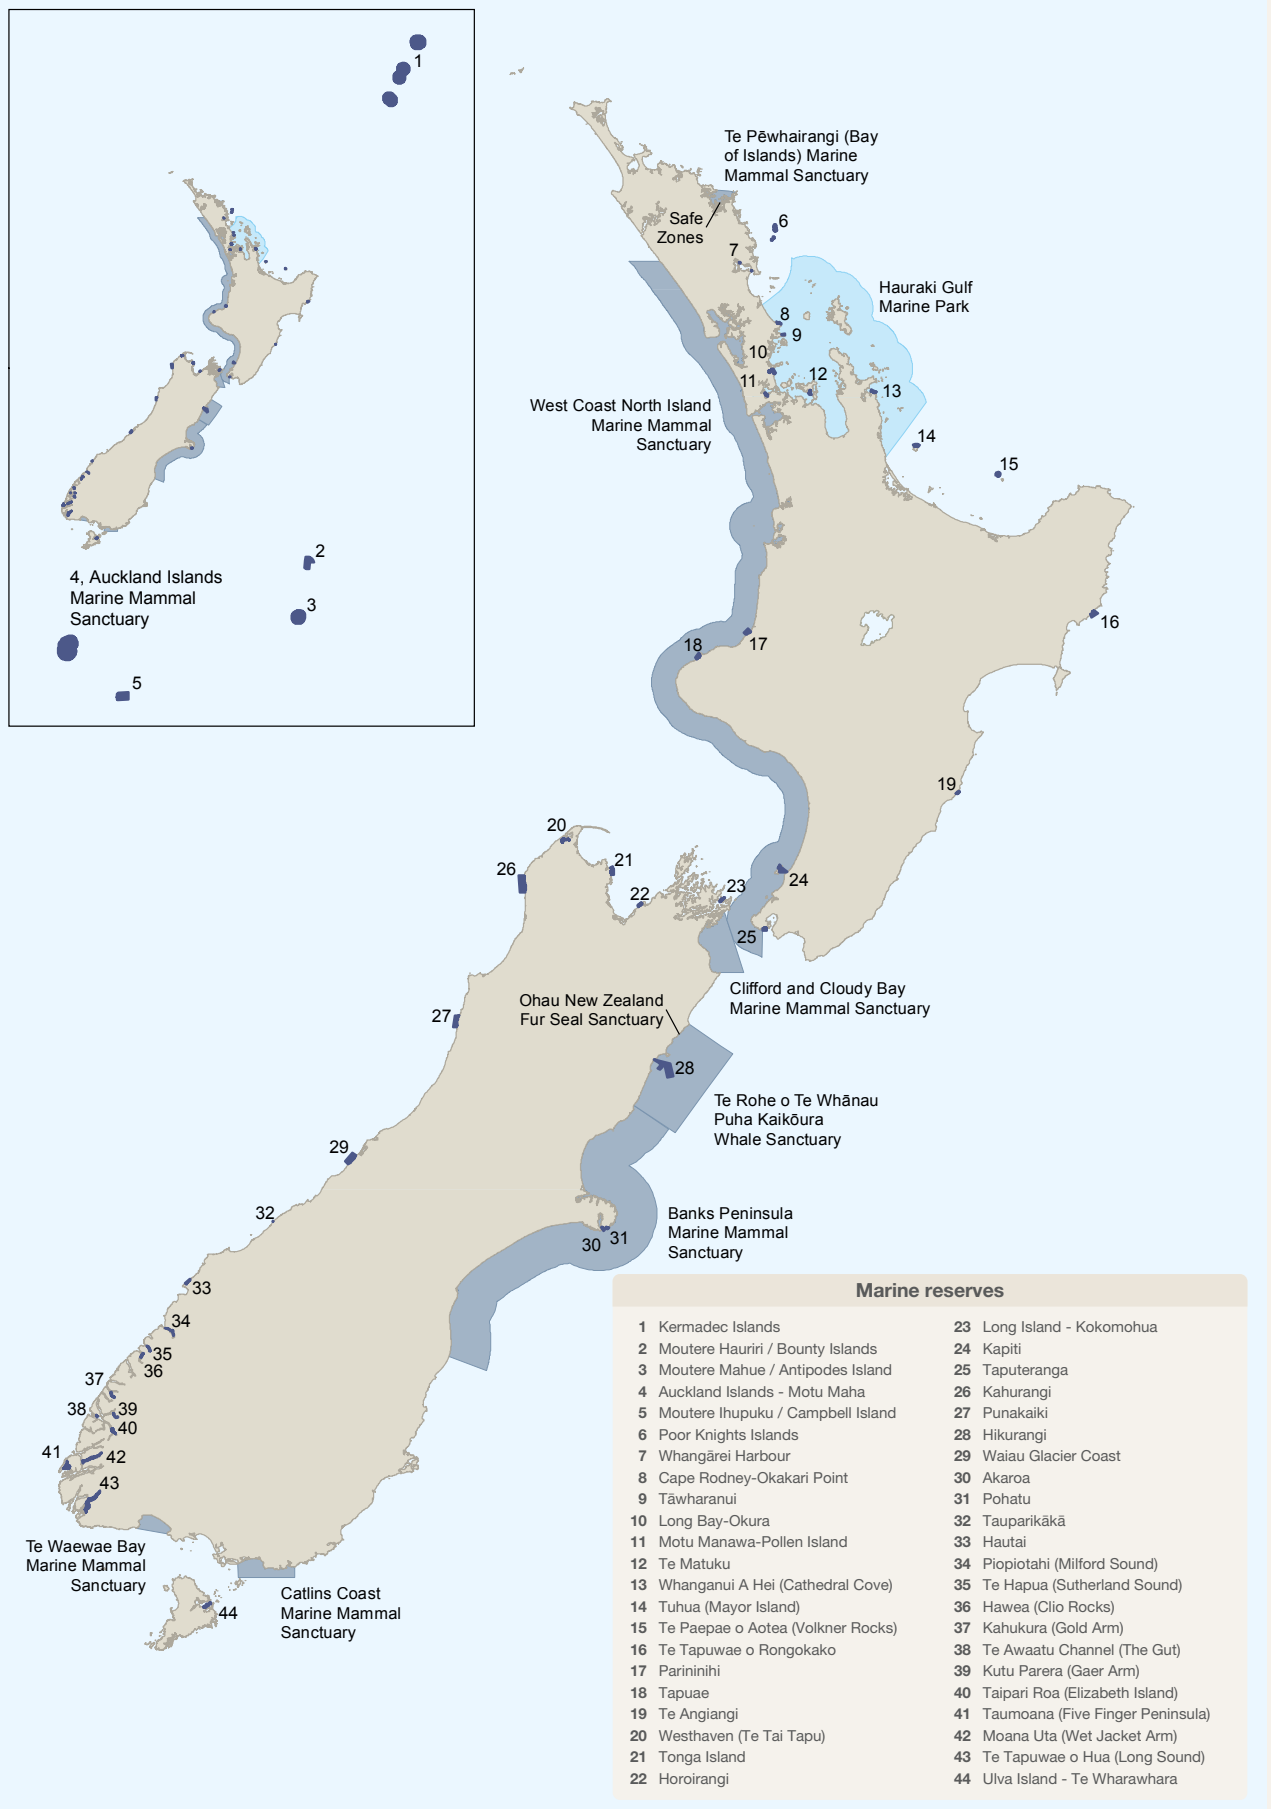 1
2
4, Auckland Islands
Marine Mammal
Sanctuary
3
5
Te Pēwhairangi (Bay
of Islands) Marine
Mammal Sanctuary
Safe
Zones
6
7
Hauraki Gulf
Marine Park
8
9
10
11
12
13
West Coast North Island
Marine Mammal
Sanctuary
14
15
16
17
18
19
20
21
22
23
24
25
26
Clifford and Cloudy Bay
Marine Mammal Sanctuary
Ohau New Zealand
Fur Seal Sanctuary
27
28
Te Rohe o Te Whānau
Puha Kaikōura
Whale Sanctuary
29
Banks Peninsula
Marine Mammal
Sanctuary
30
31
32
33
34
35
36
37
38
39
40
41
42
43
Te Waewae Bay
Marine Mammal
Sanctuary
Catlins Coast
Marine Mammal
Sanctuary
44
Marine reserves
1 Kermadec Islands
2 Moutere Hauriri / Bounty Islands
3 Moutere Mahue / Antipodes Island
4 Auckland Islands - Motu Maha
5 Moutere Ihupuku / Campbell Island
6 Poor Knights Islands
7 Whangārei Harbour
8 Cape Rodney-Okakari Point
9 Tāwharanui
10 Long Bay-Okura
11 Motu Manawa-Pollen Island
12 Te Matuku
13 Whanganui A Hei (Cathedral Cove)
14 Tuhua (Mayor Island)
15 Te Paepae o Aotea (Volkner Rocks)
16 Te Tapuwae o Rongokako
17 Parininihi
18 Tapuae
19 Te Angiangi
20 Westhaven (Te Tai Tapu)
21 Tonga Island
22 Horoirangi
23 Long Island - Kokomohua
24 Kapiti
25 Taputeranga
26 Kahurangi
27 Punakaiki
28 Hikurangi
29 Waiau Glacier Coast
30 Akaroa
31 Pohatu
32 Tauparikākā
33 Hautai
34 Piopiotahi (Milford Sound)
35 Te Hapua (Sutherland Sound)
36 Hawea (Clio Rocks)
37 Kahukura (Gold Arm)
38 Te Awaatu Channel (The Gut)
39 Kutu Parera (Gaer Arm)
40 Taipari Roa (Elizabeth Island)
41 Taumoana (Five Finger Peninsula)
42 Moana Uta (Wet Jacket Arm)
43 Te Tapuwae o Hua (Long Sound)
44 Ulva Island - Te Wharawhara